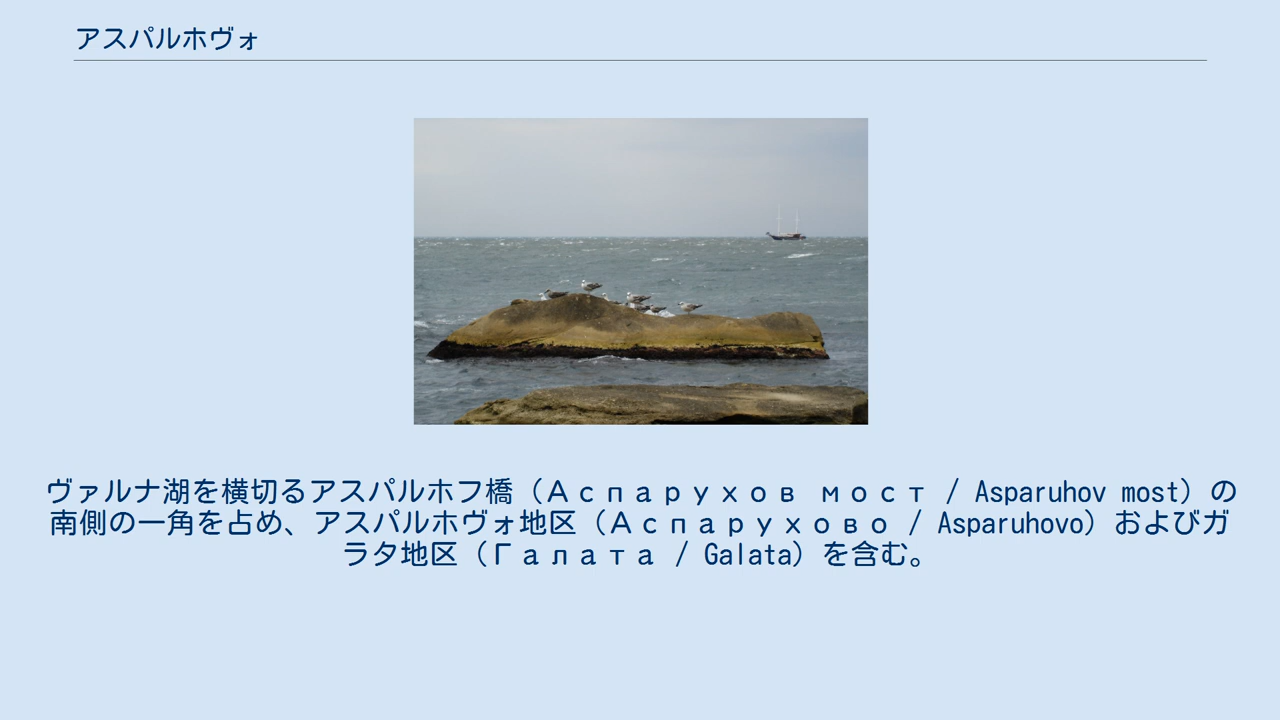 アスパルホヴォ
ヴァルナ湖を横切るアスパルホフ橋（Аспарухов мост / Asparuhov most）の
南側の一角を占め、アスパルホヴォ地区（Аспарухово / Asparuhovo）およびガ
ラタ地区（Галата / Galata）を含む。